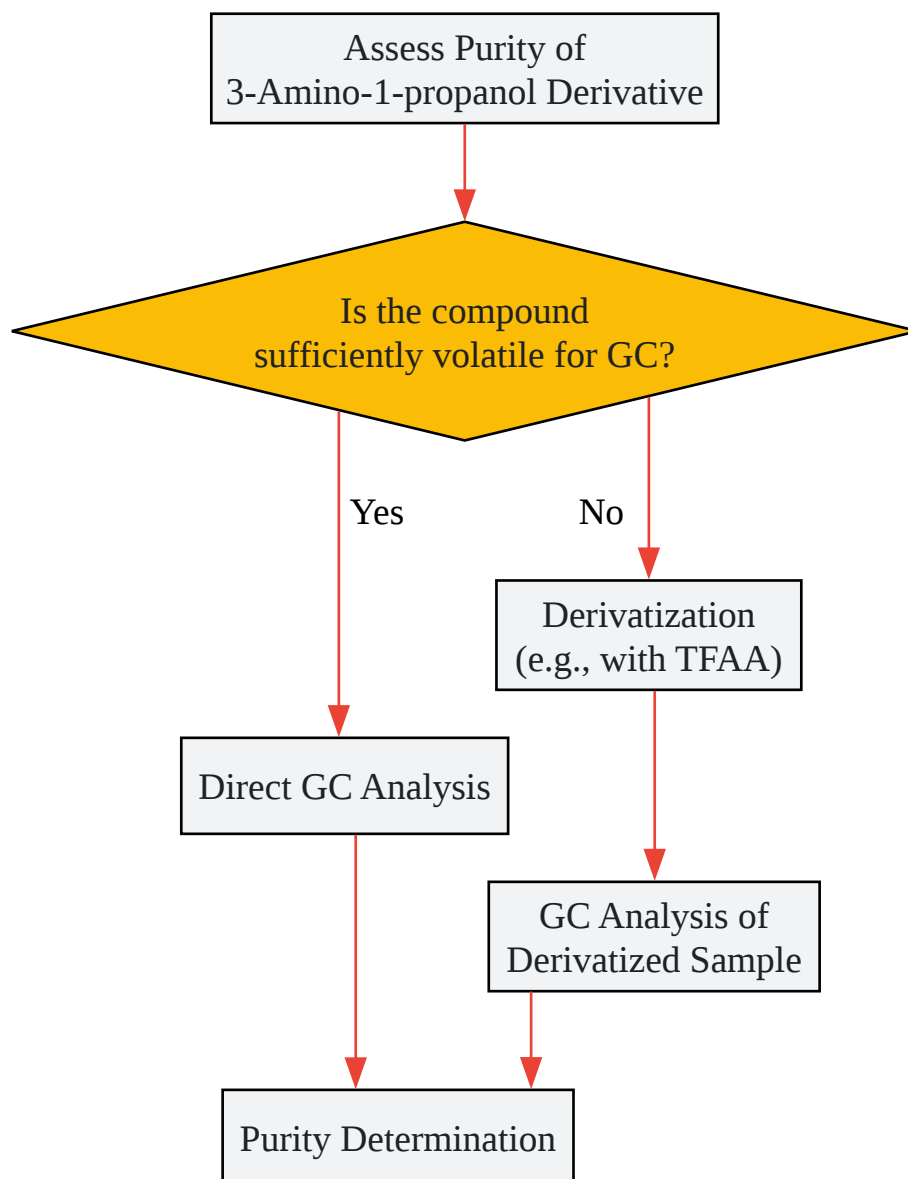 Assess Purity of
3-Amino-1-propanol Derivative
Is the compound
sufficiently volatile for GC?
Yes
No
Derivatization
(e.g., with TFAA)
Direct GC Analysis
GC Analysis of
Derivatized Sample
Purity Determination